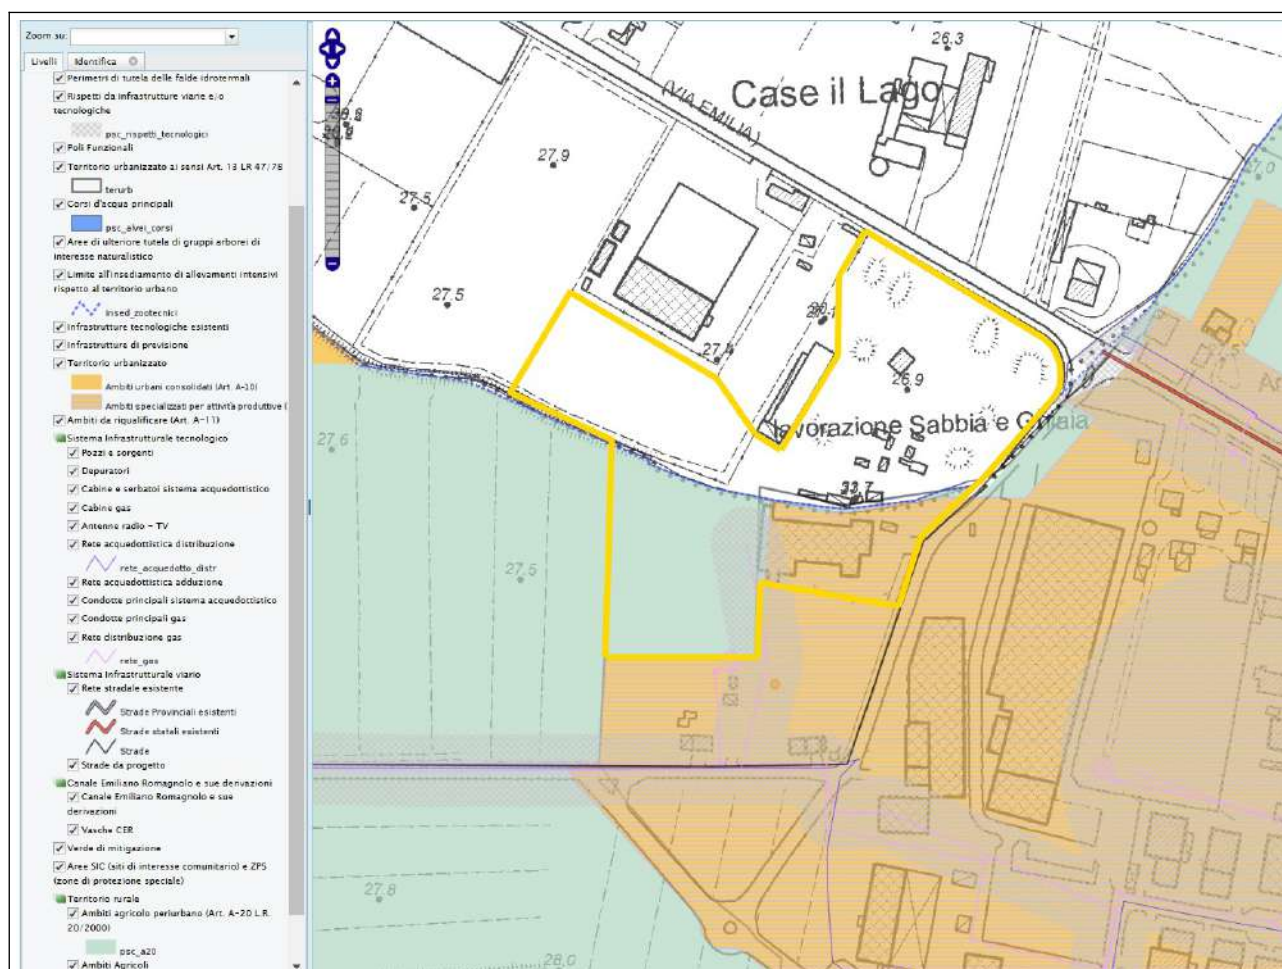 Zoom su:
Livelli
Identifica
Perimetri di tutela delle falde idrotermali
Rispetti da infrastrutture viarie e/o
tecnologiche
psc_rispetti_tecnologici
Poli Funzionali
Territorio urbanizzato ai sensi Art. 13 LR 47/78
terurb
Corsi d'acqua principali
psc_alvei_corsi
Aree di ulteriore tutela di gruppi arborei di
interesse naturalistico
Limite all'insediamento di allevamenti intensivi
rispetto al territorio urbano
insed_zootecnici
Infrastrutture tecnologiche esistenti
Infrastrutture di previsione
Territorio urbanizzato
Ambiti urbani consolidati (Art. A-10)
Ambiti specializzati per attività produttive (
Ambiti da riqualificare (Art. A-11)
Sistema Infrastrutturale tecnologico
Pozzi e sorgenti
Depuratori
Cabine e serbatoi sistema acquedottistico
Cabine gas
Antenne radio - TV
Rete acquedottistica distribuzione
rete_acquedotto_distr
Rete acquedottistica adduzione
Condotte principali sistema acquedottistico
Condotte principali gas
Rete distribuzione gas
rete_gas
Sistema Infrastrutturale viario
Rete stradale esistente
Strade Provinciali esistenti
Strade statali esistenti
Strade
Strade da progetto
Canale Emiliano Romagnolo e sue derivazioni
Canale Emiliano Romagnolo e sue
derivazioni
Vasche CER
Verde di mitigazione
Aree SIC (siti di interesse comunitario) e ZPS
(zone di protezione speciale)
Territorio rurale
Ambiti agricolo periurbano (Art. A-20 L.R.
20/2000)
psc_a20
Ambiti Agricoli
26.3
Case il Lago
(VIA EMILIA)
27.9
27.5
27.0
27.5
26.9
lavorazione Sabbia e Ghiaia
27.6
33.7
27.5
27.8
28.0